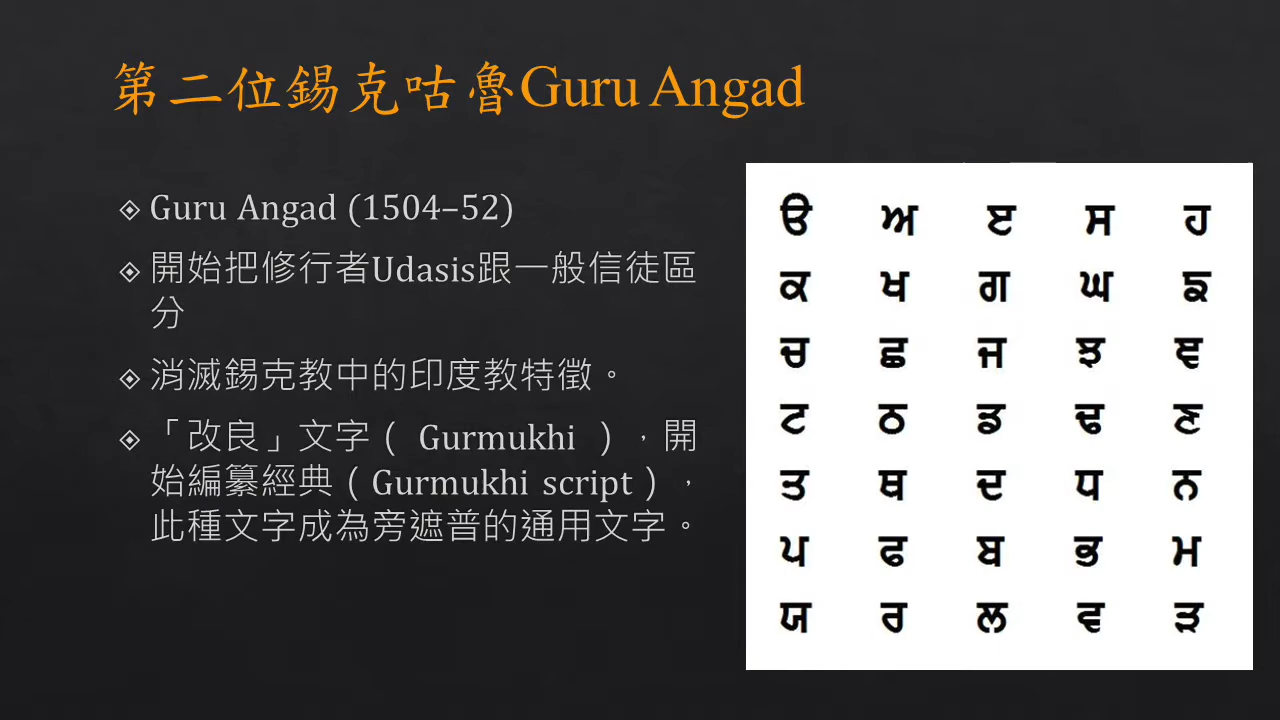 第二位錫克咕魯Guru Angad
Guru Angad (1504–52)
開始把修行者Udasis跟一般信徒區
分
消滅錫克教中的印度教特徵。
「改良」文字（ Gurmukhi ），開
始編纂經典（Gurmukhi script），
此種文字成為旁遮普的通用文字。
ੳ ਅ ੲ ਸ ਹ
ਕ ਖ ਗ ਘ ਙ
ਚ ਛ ਜ ਝ ਞ
ਟ ਠ ਡ ਢ ਣ
ਤ ਥ ਦ ਧ ਨ
ਪ ਫ ਬ ਭ ਮ
ਯ ਰ ਲ ਵ ੜ